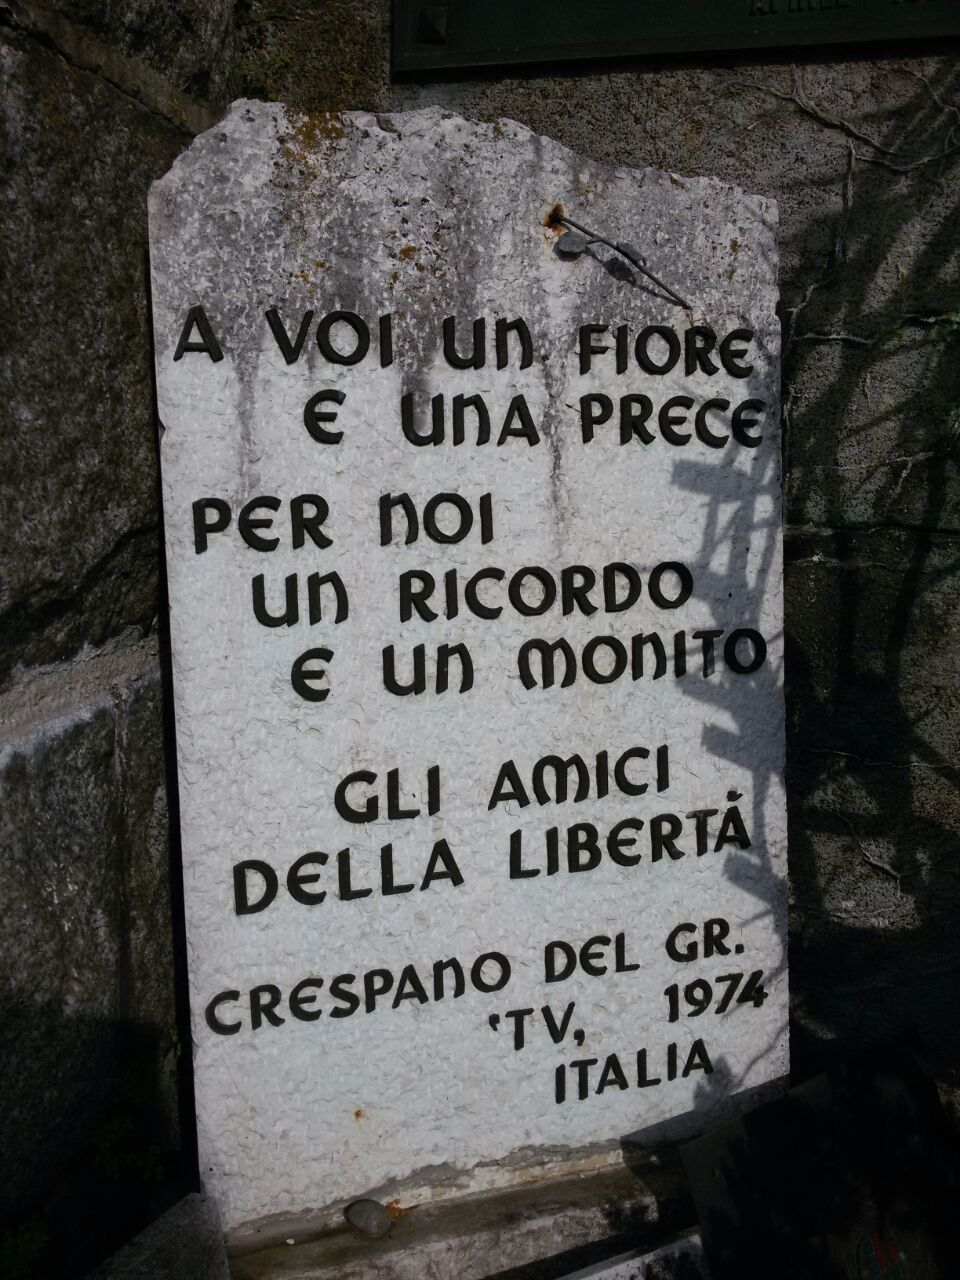 A VOI UN FIORE
E UNA PRECE
PER NOI
UN RICORDO
E UN MONITO
GLI AMICI
DELLA LIBERTÀ
CRESPANO DEL GR.
'TV, 1974
ITALIA